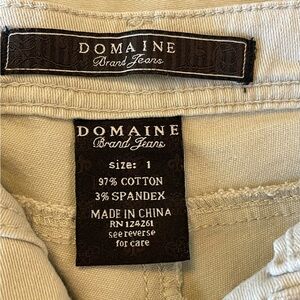 DOMAINE
Brand Jeans
DOMAINE
Brand Jeans
size: 1
97% COTTON
3% SPANDEX
MADE IN CHINA
RN 124261
see reverse
for care